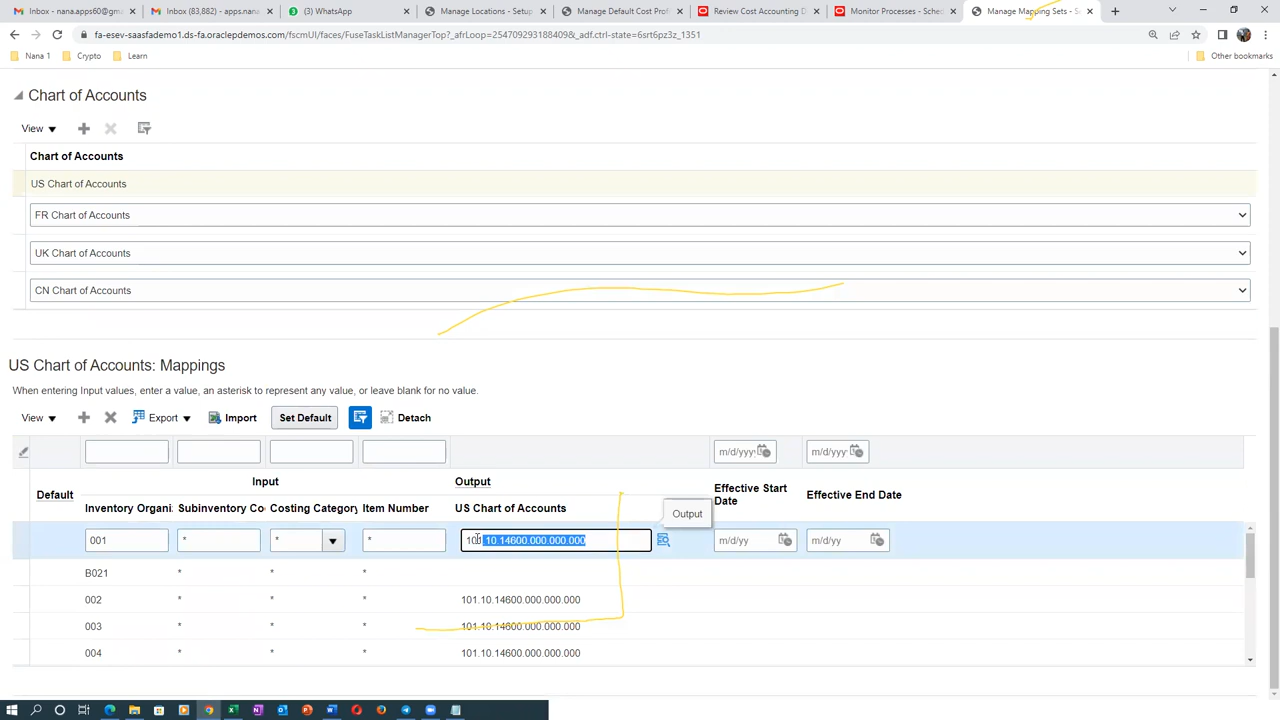 Inbox - nana.apps60@gma
Inbox (83,882) - apps.nana
(3) WhatsApp
Manage Locations - Setup
Manage Default Cost Prof
Review Cost Accounting D
Monitor Processes - Sched
Manage Mapping Sets - Se
fa-esev-saasfademo1.ds-fa.oraclepdemos.com/fscmUI/faces/FuseTaskListManagerTop?_afrLoop=2547092931884098&_adf.ctrl-state=6srt6pz3z_1351
Nana 1
Crypto
Learn
Other bookmarks
Chart of Accounts
View
Chart of Accounts
US Chart of Accounts
FR Chart of Accounts
UK Chart of Accounts
CN Chart of Accounts
US Chart of Accounts: Mappings
When entering Input values, enter a value, an asterisk to represent any value, or leave blank for no value.
View Export Import Set Default Detach
m/d/yyy m/d/yyy
Default Input Output Effective Start Date Effective End Date
Inventory Organi Subinventory Co Costing Category Item Number US Chart of Accounts
Output
001 * * * 101.10.14600.000.000.000 m/d/yy m/d/yy
B021 * * *
002 * * * 101.10.14600.000.000.000
003 * * * 101.10.14600.000.000.000
004 * * * 101.10.14600.000.000.000